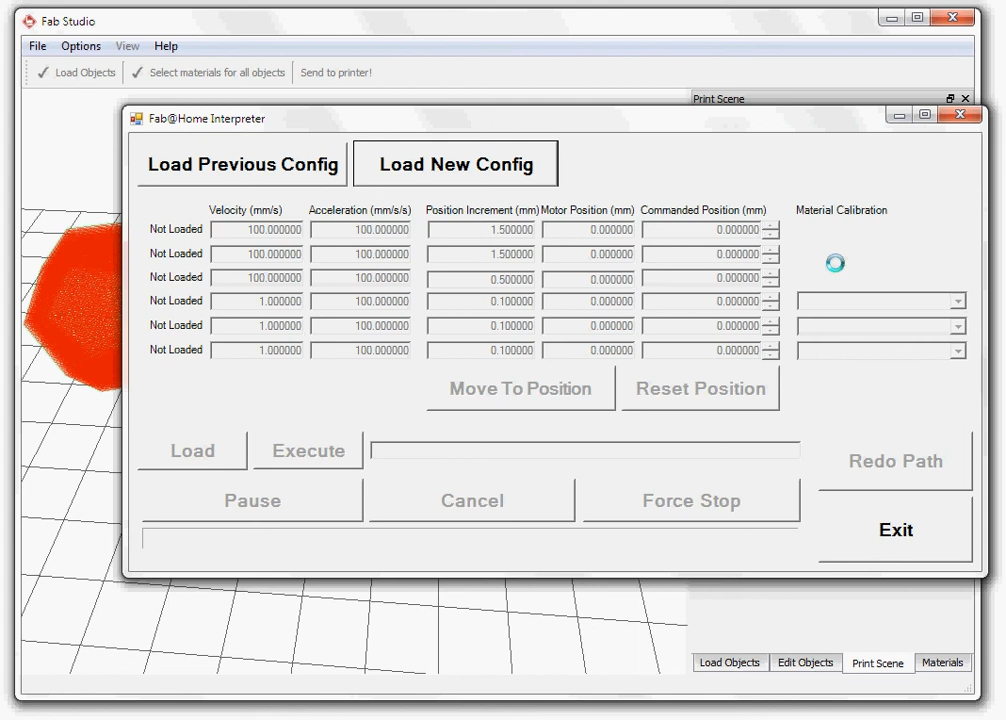 Fab Studio
File Options View Help
Load Objects Select materials for all objects Send to printer!
Print Scene
Fab@Home Interpreter
Load Previous Config Load New Config
Velocity (mm/s) Acceleration (mm/s/s) Position Increment (mm) Motor Position (mm) Commanded Position (mm) Material Calibration
Not Loaded 100.000000 100.000000 1.500000 0.000000 0.000000
Not Loaded 100.000000 100.000000 1.500000 0.000000 0.000000
Not Loaded 100.000000 100.000000 0.500000 0.000000 0.000000
Not Loaded 1.000000 100.000000 0.100000 0.000000 0.000000
Not Loaded 1.000000 100.000000 0.100000 0.000000 0.000000
Not Loaded 1.000000 100.000000 0.100000 0.000000 0.000000
Move To Position Reset Position
Load Execute Redo Path
Pause Cancel Force Stop
Exit
Load Objects Edit Objects Print Scene Materials